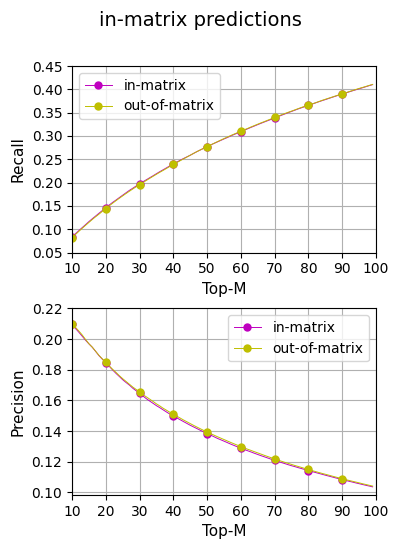 in-matrix predictions
0.45
0.40
0.35
0.30
0.25
0.20
0.15
0.10
0.05
Recall
in-matrix
out-of-matrix
10 20 30 40 50 60 70 80 90 100
Top-M
0.22
0.20
0.18
0.16
0.14
0.12
0.10
Precision
in-matrix
out-of-matrix
10 20 30 40 50 60 70 80 90 100
Top-M